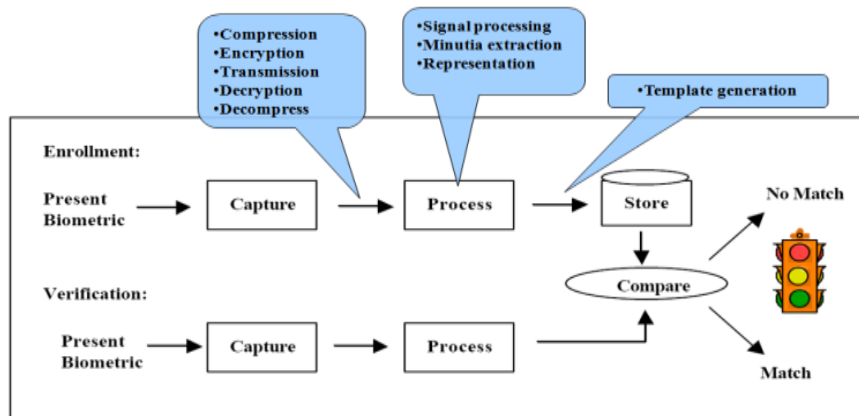 •Compression
•Encryption
•Transmission
•Decryption
•Decompress
•Signal processing
•Minutia extraction
•Representation
•Template generation
Enrollment:
Present
Biometric
Capture
Process
Store
No Match
Compare
Verification:
Present
Biometric
Capture
Process
Match